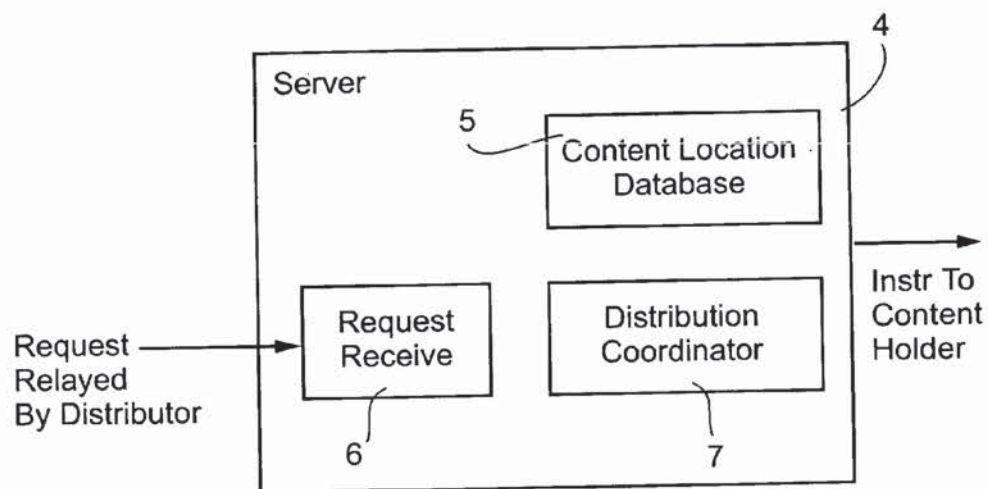 4
Server
5
Content Location
Database
Instr To
Content
Holder
Request
Receive
Distribution
Coordinator
Request
Relayed
By Distributor
6
7